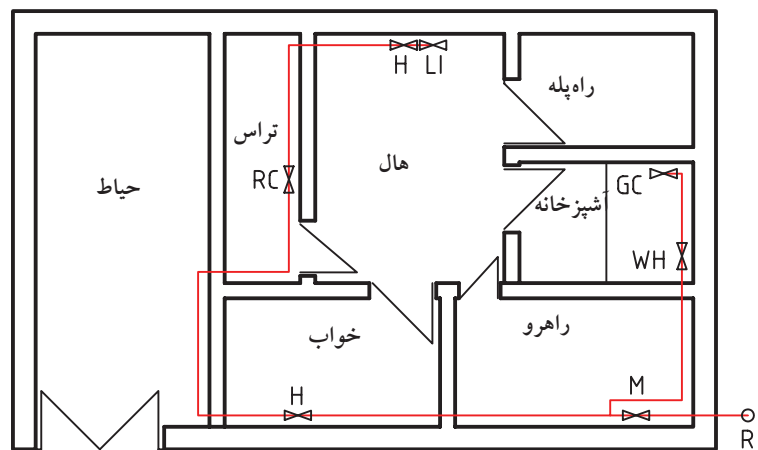 H LI
راه‌پله
تراس
هال
RC
حیاط
GC
آشپزخانه
WH
راهرو
خواب
H
M
R